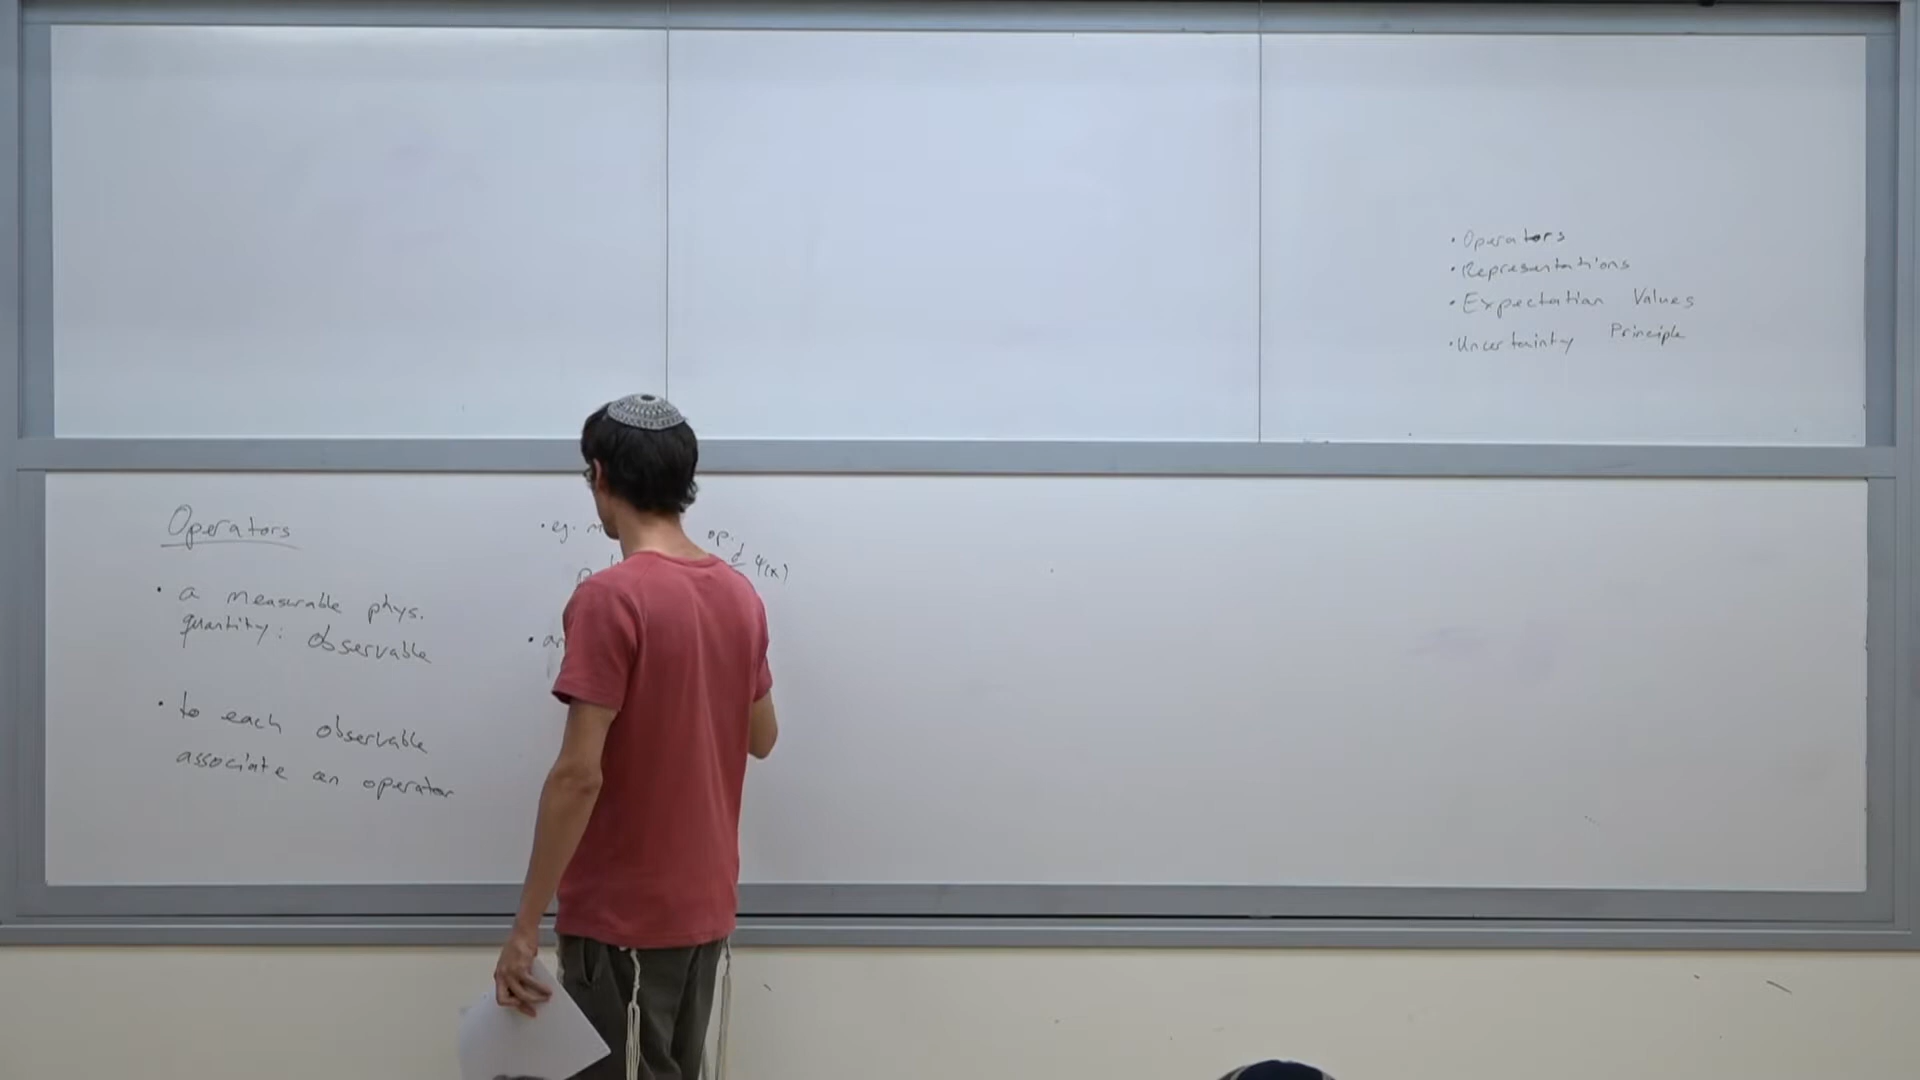 • Operators
• Representations
• Expectation Values
• Uncertainty Principle
Operators
• a measurable phys.
quantity: observable
• to each observable
associate an operator
• eg. op.
d ψ(x)
•